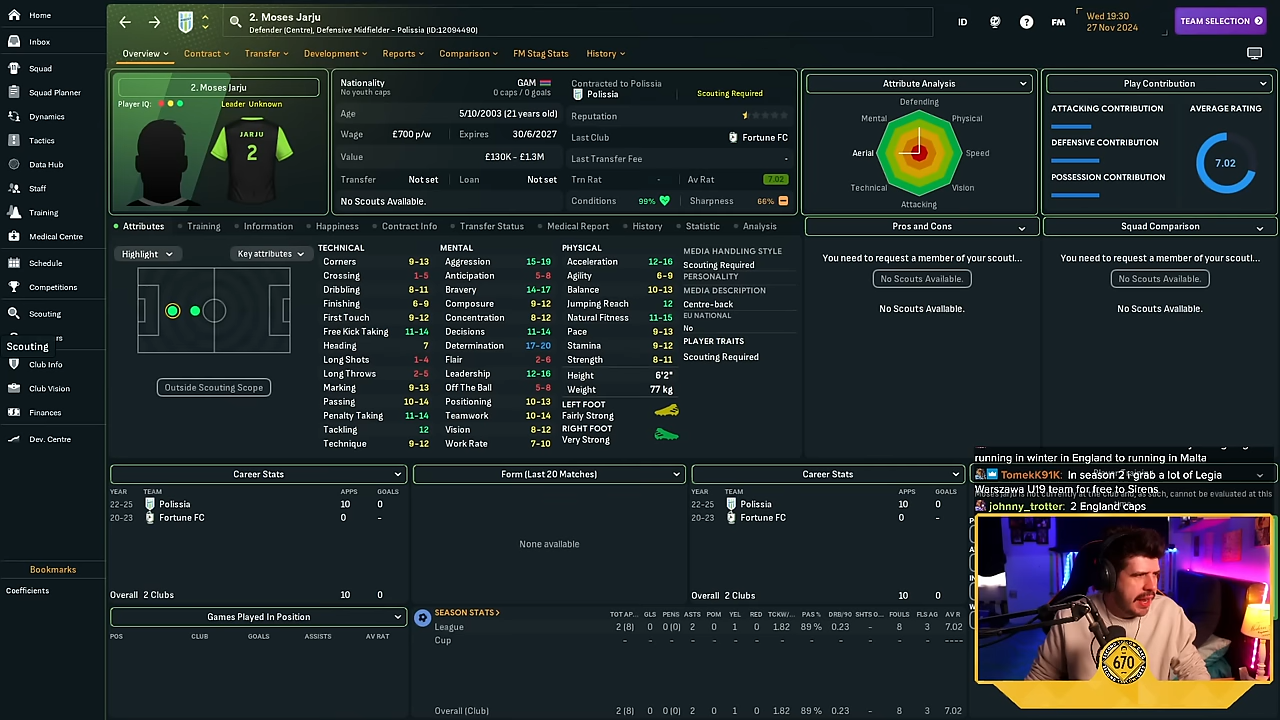 Home
Inbox
Squad
Squad Planner
Dynamics
Tactics
Data Hub
Staff
Training
Medical Centre
Schedule
Competitions
Scouting
Scouting
rs
Club Info
Club Vision
Finances
Dev. Centre
Bookmarks
Coefficients
2. Moses Jarju
Defender (Centre), Defensive Midfielder - Polissia (ID:12094490)
ID
FM
Wed 19:30
27 Nov 2024
TEAM SELECTION
Overview
Contract
Transfer
Development
Reports
Comparison
FM Stag Stats
History
2. Moses Jarju
Player IQ:
Leader Unknown
JARJU
2
Nationality
No youth caps
GAM
0 caps / 0 goals
Age
5/10/2003 (21 years old)
Wage
£700 p/w
Expires
30/6/2027
Value
£130K - £1.3M
Transfer
Not set
Loan
Not set
No Scouts Available.
Contracted to Polissia
Polissia
Scouting Required
Reputation
Last Club
Fortune FC
Last Transfer Fee
-
Trn Rat
-
Av Rat
7.02
Conditions
99%
Sharpness
66%
Attribute Analysis
Defending
Mental
Physical
Aerial
Speed
Technical
Vision
Attacking
Play Contribution
ATTACKING CONTRIBUTION
DEFENSIVE CONTRIBUTION
POSSESSION CONTRIBUTION
AVERAGE RATING
7.02
Attributes
Training
Information
Happiness
Contract Info
Transfer Status
Medical Report
History
Statistic
Analysis
Highlight
Key attributes
Outside Scouting Scope
TECHNICAL
Corners 9-13
Crossing 1-5
Dribbling 8-11
Finishing 6-9
First Touch 9-12
Free Kick Taking 11-14
Heading 7
Long Shots 1-4
Long Throws 2-5
Marking 9-13
Passing 10-14
Penalty Taking 11-14
Tackling 12
Technique 9-12
MENTAL
Aggression 15-19
Anticipation 5-8
Bravery 14-17
Composure 9-12
Concentration 8-12
Decisions 11-14
Determination 17-20
Flair 2-6
Leadership 12-16
Off The Ball 5-8
Positioning 10-13
Teamwork 10-14
Vision 8-12
Work Rate 7-10
PHYSICAL
Acceleration 12-16
Agility 6-9
Balance 10-13
Jumping Reach 12
Natural Fitness 11-15
Pace 9-13
Stamina 9-12
Strength 8-11
Height 6'2"
Weight 77 kg
LEFT FOOT
Fairly Strong
RIGHT FOOT
Very Strong
MEDIA HANDLING STYLE
Scouting Required
PERSONALITY
MEDIA DESCRIPTION
Centre-back
EU NATIONAL
No
PLAYER TRAITS
Scouting Required
Pros and Cons
You need to request a member of your scouti...
No Scouts Available.
No Scouts Available.
Squad Comparison
You need to request a member of your scouti...
No Scouts Available.
No Scouts Available.
Career Stats
YEAR TEAM APPS GOALS
22-25 Polissia 10 0
20-23 Fortune FC 0 -
Overall 2 Clubs 10 0
Form (Last 20 Matches)
None available
Career Stats
YEAR TEAM APPS GOALS
22-25 Polissia 10 0
20-23 Fortune FC 0 -
Overall 2 Clubs 10 0
Games Played In Position
POS CLUB GOALS ASSISTS AV RAT
SEASON STATS
TOT AP... GLS PENS ASTS POM YEL RED TCKW/... PAS % DRB/90 SHTS O... FOULS FLS AG AV R
League 2 (8) 0 0 (0) 2 0 1 0 1.82 89 % 0.23 - 8 3 7.02
Cup - - - - - - - - - - - - - ----
Overall (Club) 2 (8) 0 0 (0) 2 0 1 0 1.82 89 % 0.23 - 8 3 7.02
running in winter in England to running in Malta
TomekK91K: In season 2 I grab a lot of Legia
Warszawa U19 team for free to Sirens
johnny_trotter: 2 England caps
670